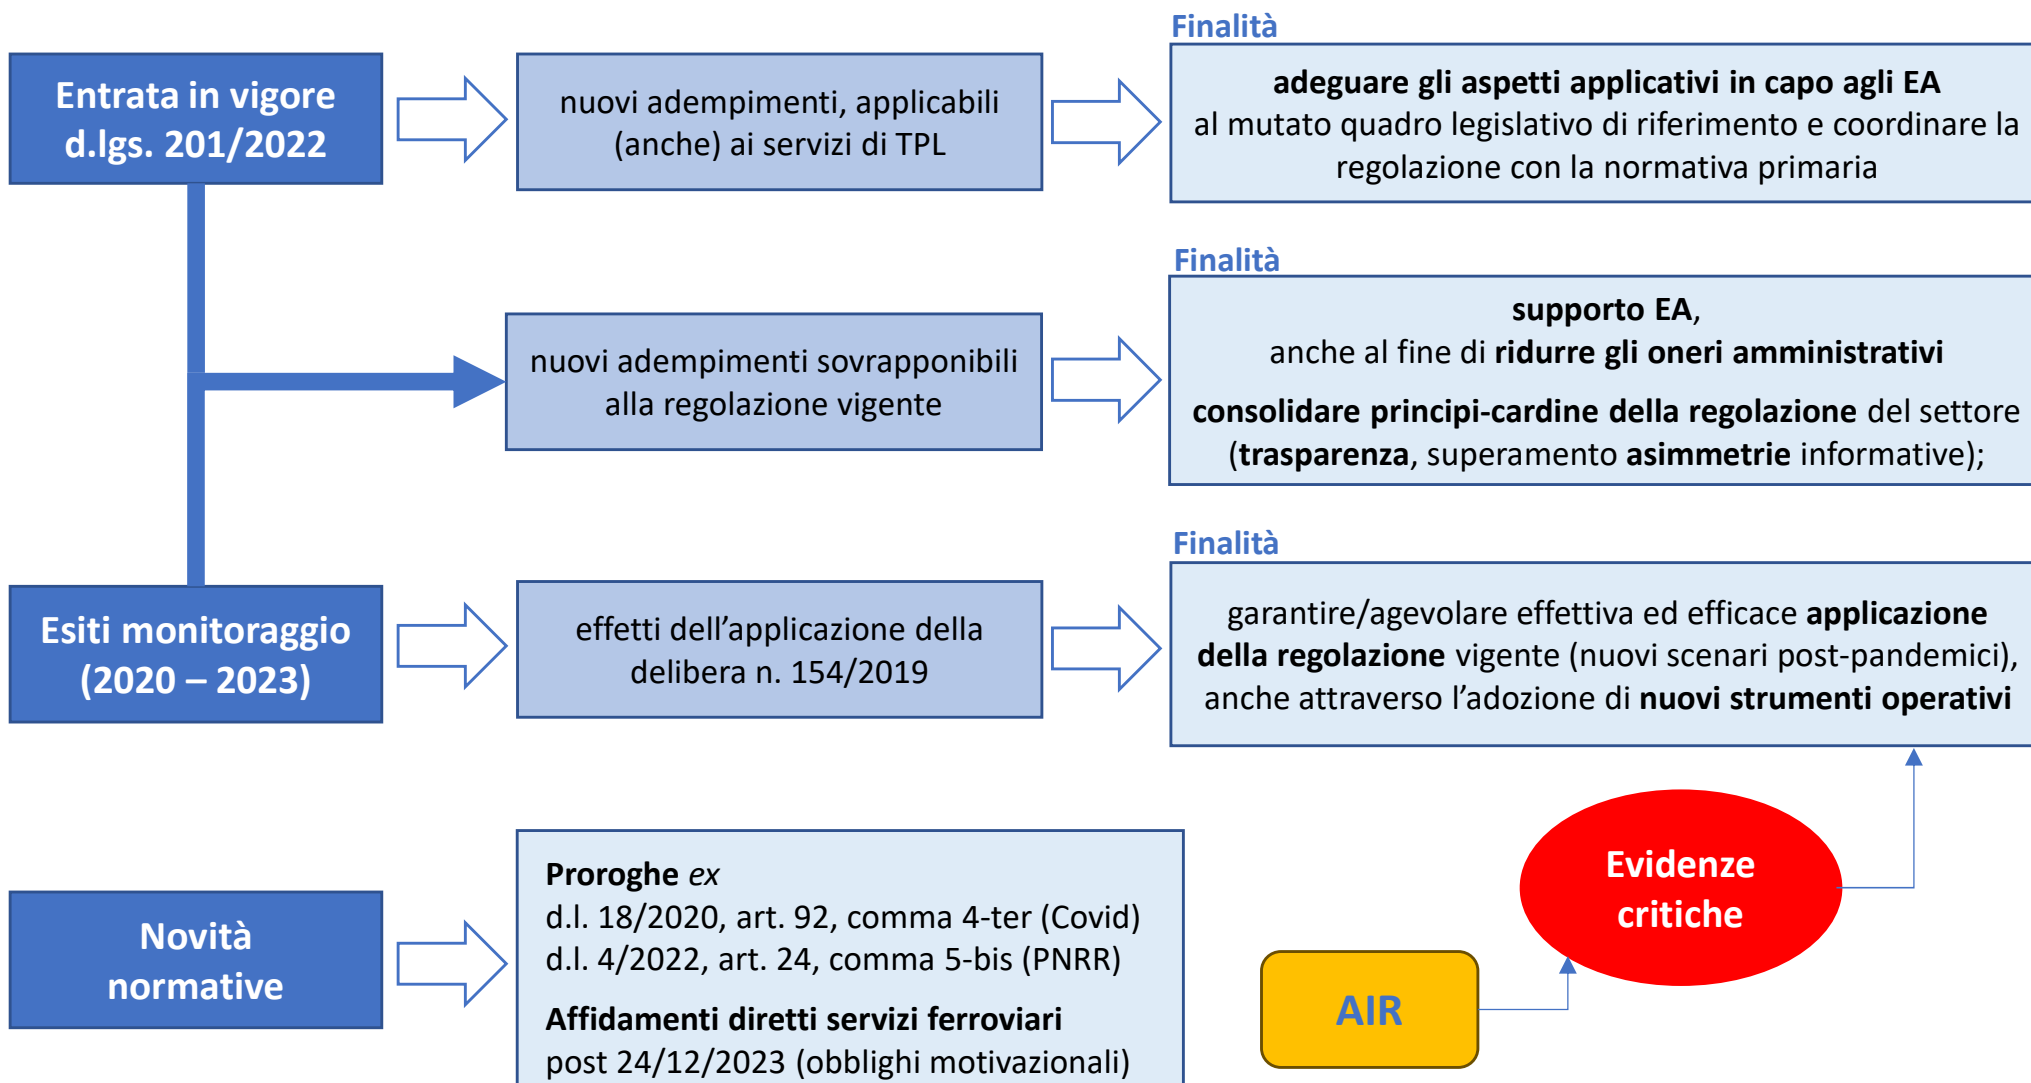 Finalità
Entrata in vigore
d.lgs. 201/2022
nuovi adempimenti, applicabili
(anche) ai servizi di TPL
adeguare gli aspetti applicativi in capo agli EA
al mutato quadro legislativo di riferimento e coordinare la
regolazione con la normativa primaria
Finalità
nuovi adempimenti sovrapponibili
alla regolazione vigente
supporto EA,
anche al fine di ridurre gli oneri amministrativi
consolidare principi-cardine della regolazione del settore
(trasparenza, superamento asimmetrie informative);
Finalità
Esiti monitoraggio
(2020 – 2023)
effetti dell’applicazione della
delibera n. 154/2019
garantire/agevolare effettiva ed efficace applicazione
della regolazione vigente (nuovi scenari post-pandemici),
anche attraverso l’adozione di nuovi strumenti operativi
Novità
normative
Proroghe ex
d.l. 18/2020, art. 92, comma 4-ter (Covid)
d.l. 4/2022, art. 24, comma 5-bis (PNRR)
Affidamenti diretti servizi ferroviari
post 24/12/2023 (obblighi motivazionali)
Evidenze
critiche
AIR